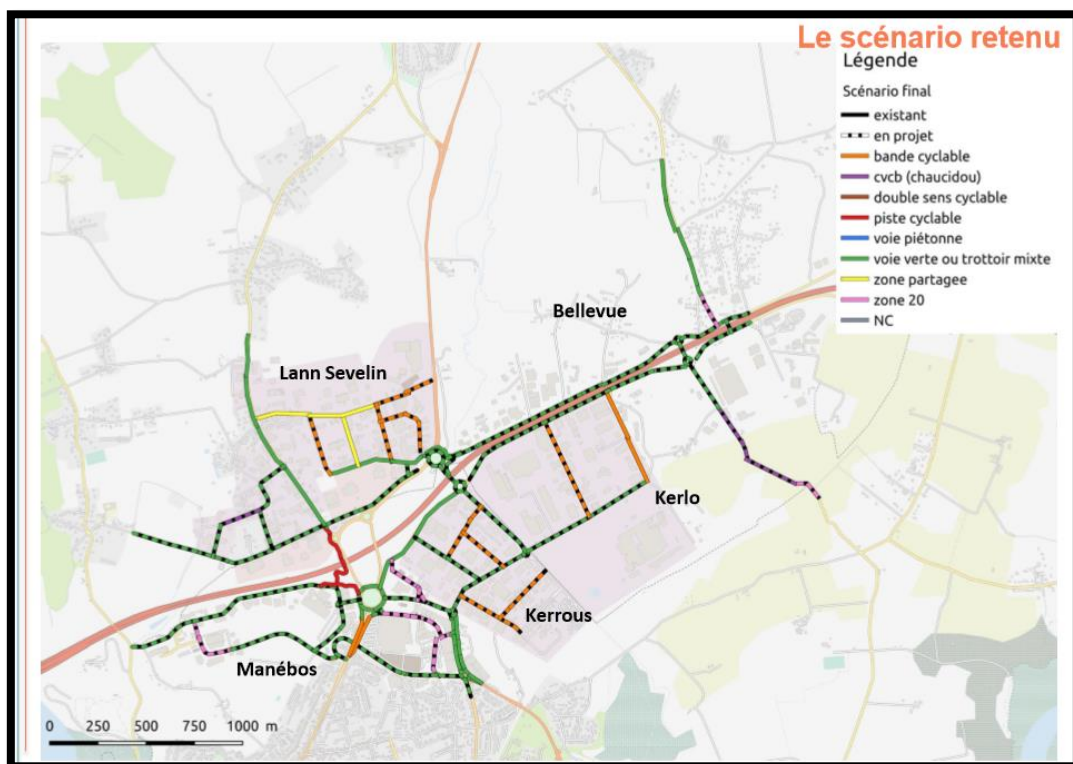 Le scénario retenu
Légende
Scénario final
existant
en projet
bande cyclable
cvcb (chaucidou)
double sens cyclable
piste cyclable
voie piétonne
voie verte ou trottoir mixte
zone partagee
zone 20
NC
Bellevue
Lann Sevelin
Kerlo
Kerrous
Manébos
0 250 500 750 1000 m